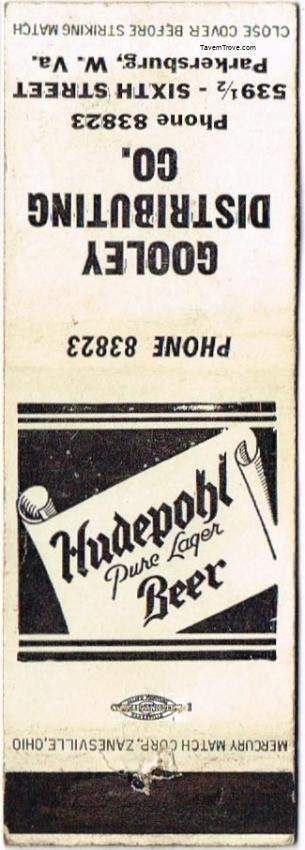 CLOSE COVER BEFORE STRIKING MATCH
TavernTrove.com
Parkersburg, W. Va.
539½ - SIXTH STREET
Phone 83823
GOOLEY
DISTRIBUTING
CO.
PHONE 83823
Hudepohl
Pure Lager
Beer
MERCURY MATCH CORP., ZANESVILLE, OHIO